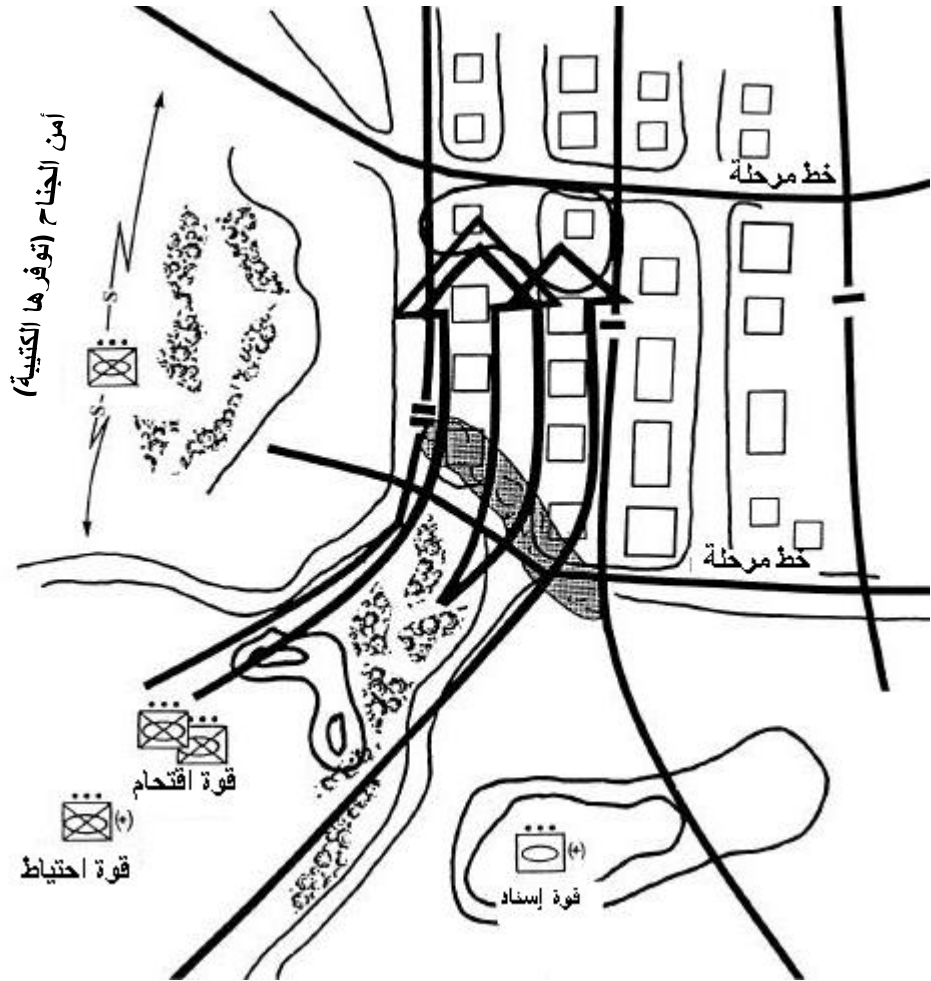 أمن الجناح (توفرها الكتيبة)
خط مرحلة
S
S
خط مرحلة
قوة اقتحام
(+)
قوة احتياط
(+)
قوة إسناد